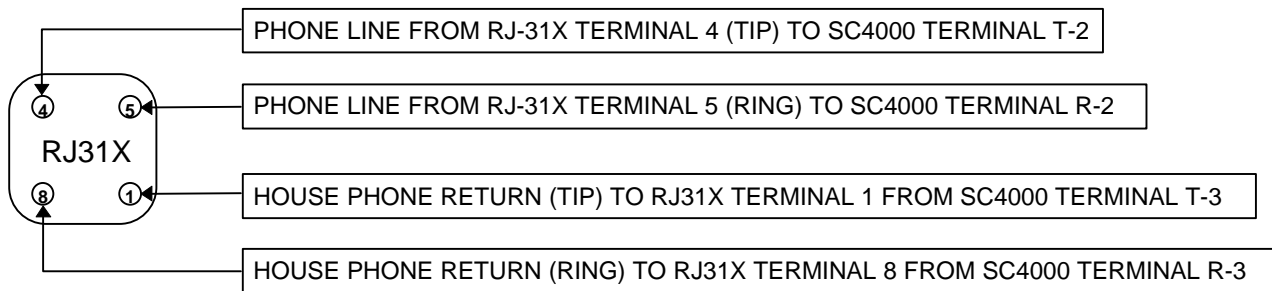 PHONE LINE FROM RJ-31X TERMINAL 4 (TIP) TO SC4000 TERMINAL T-2
4
5
PHONE LINE FROM RJ-31X TERMINAL 5 (RING) TO SC4000 TERMINAL R-2
RJ31X
8
1
HOUSE PHONE RETURN (TIP) TO RJ31X TERMINAL 1 FROM SC4000 TERMINAL T-3
HOUSE PHONE RETURN (RING) TO RJ31X TERMINAL 8 FROM SC4000 TERMINAL R-3